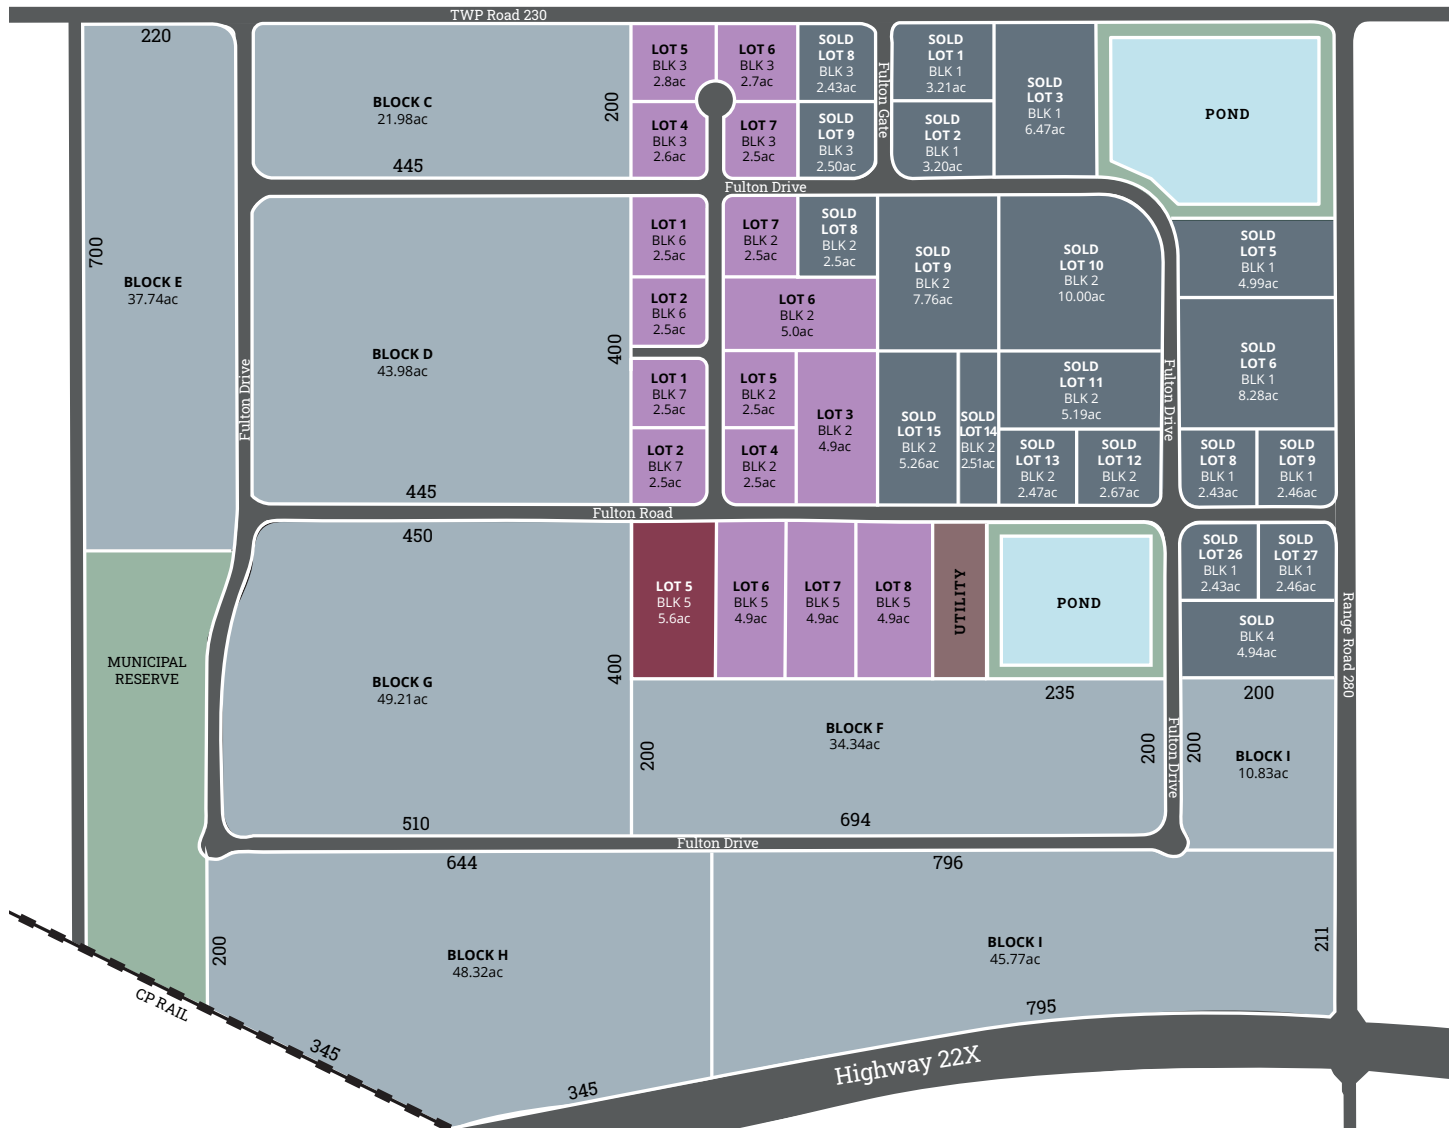 TWP Road 230
220
700
BLOCK E
37.74ac
BLOCK C
21.98ac
200
445
LOT 5
BLK 3
2.8ac
LOT 6
BLK 3
2.7ac
SOLD
LOT 8
BLK 3
2.43ac
LOT 4
BLK 3
2.6ac
LOT 7
BLK 3
2.5ac
SOLD
LOT 9
BLK 3
2.50ac
Fulton Gate
SOLD
LOT 1
BLK 1
3.21ac
SOLD
LOT 2
BLK 1
3.20ac
SOLD
LOT 3
BLK 1
6.47ac
POND
Fulton Drive
BLOCK D
43.98ac
400
445
Fulton Drive
LOT 1
BLK 6
2.5ac
LOT 2
BLK 6
2.5ac
LOT 1
BLK 7
2.5ac
LOT 2
BLK 7
2.5ac
LOT 7
BLK 2
2.5ac
SOLD
LOT 8
BLK 2
2.5ac
LOT 6
BLK 2
5.0ac
LOT 5
BLK 2
2.5ac
LOT 4
BLK 2
2.5ac
LOT 3
BLK 2
4.9ac
SOLD
LOT 9
BLK 2
7.76ac
SOLD
LOT 10
BLK 2
10.00ac
SOLD
LOT 11
BLK 2
5.19ac
SOLD
LOT 15
BLK 2
5.26ac
SOLD
LOT 14
BLK 2
2.51ac
SOLD
LOT 13
BLK 2
2.47ac
SOLD
LOT 12
BLK 2
2.67ac
Fulton Drive
SOLD
LOT 5
BLK 1
4.99ac
SOLD
LOT 6
BLK 1
8.28ac
SOLD
LOT 8
BLK 1
2.43ac
SOLD
LOT 9
BLK 1
2.46ac
Fulton Road
450
BLOCK G
49.21ac
400
510
LOT 5
BLK 5
5.6ac
LOT 6
BLK 5
4.9ac
LOT 7
BLK 5
4.9ac
LOT 8
BLK 5
4.9ac
UTILITY
POND
SOLD
LOT 26
BLK 1
2.43ac
SOLD
LOT 27
BLK 1
2.46ac
SOLD
BLK 4
4.94ac
Range Road 280
MUNICIPAL
RESERVE
235
200
BLOCK F
34.34ac
200
694
Fulton Drive
200
200
BLOCK I
10.83ac
Fulton Drive
644
200
BLOCK H
48.32ac
345
345
796
BLOCK I
45.77ac
211
795
CP RAIL
Highway 22X